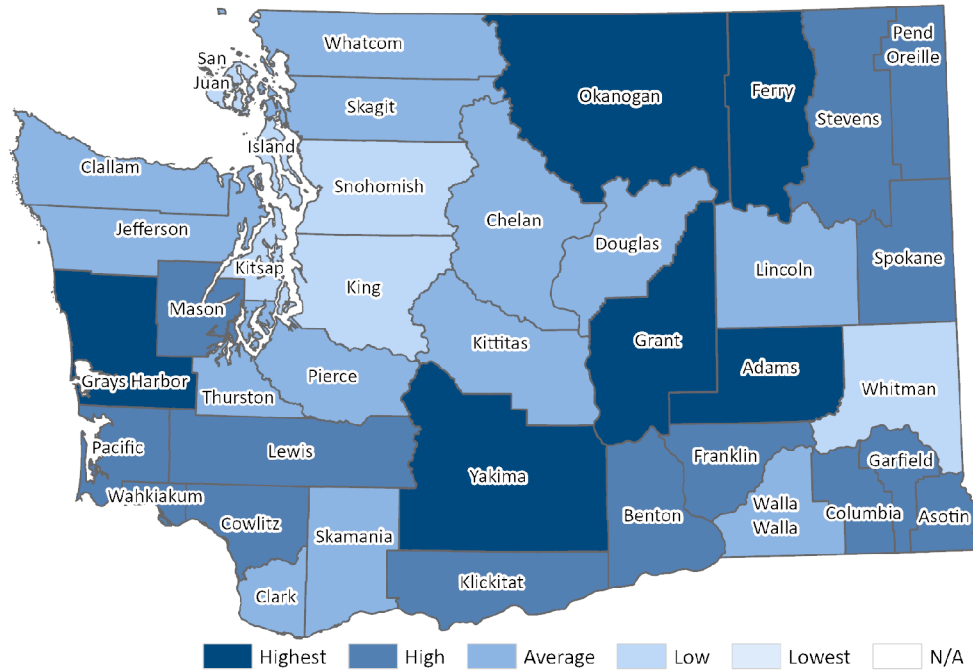 Whatcom
Pend
Oreille
San
Juan
Okanogan
Ferry
Skagit
Stevens
Island
Clallam
Snohomish
Chelan
Jefferson
Douglas
Kitsap
Lincoln
Spokane
King
Mason
Kittitas
Grant
Adams
Grays Harbor
Pierce
Thurston
Whitman
Pacific
Lewis
Yakima
Franklin
Garfield
Wahkiakum
Cowlitz
Skamania
Benton
Walla
Walla
Columbia
Asotin
Klickitat
Clark
Highest
High
Average
Low
Lowest
N/A